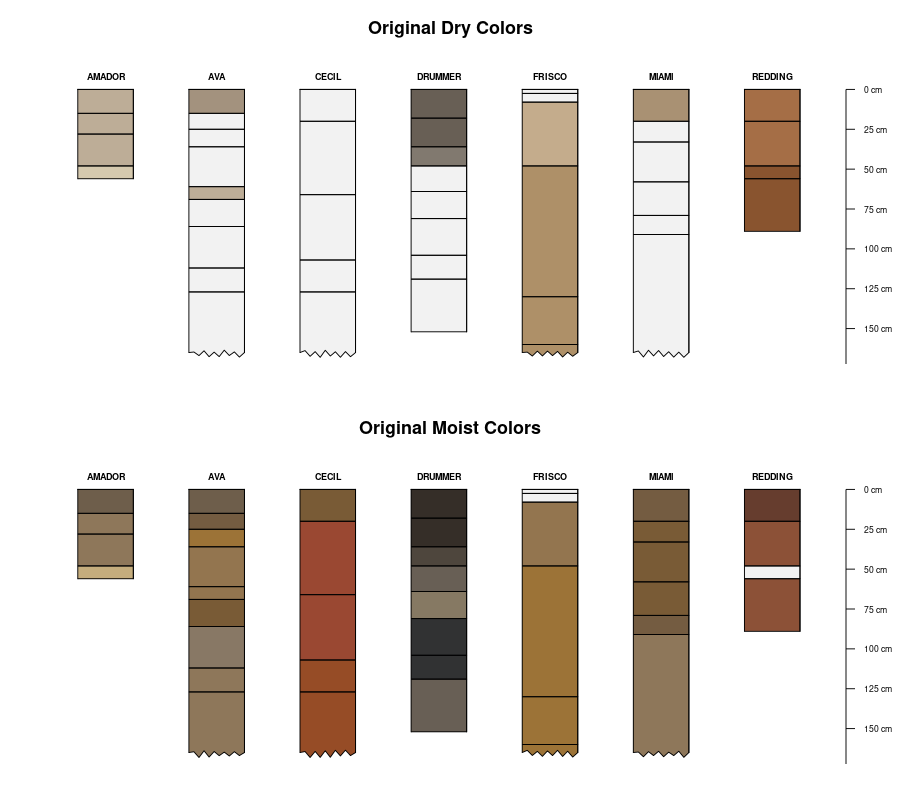 Original Dry Colors
AMADOR AVA CECIL DRUMMER FRISCO MIAMI REDDING
0 cm
25 cm
50 cm
75 cm
100 cm
125 cm
150 cm
Original Moist Colors
AMADOR AVA CECIL DRUMMER FRISCO MIAMI REDDING
0 cm
25 cm
50 cm
75 cm
100 cm
125 cm
150 cm